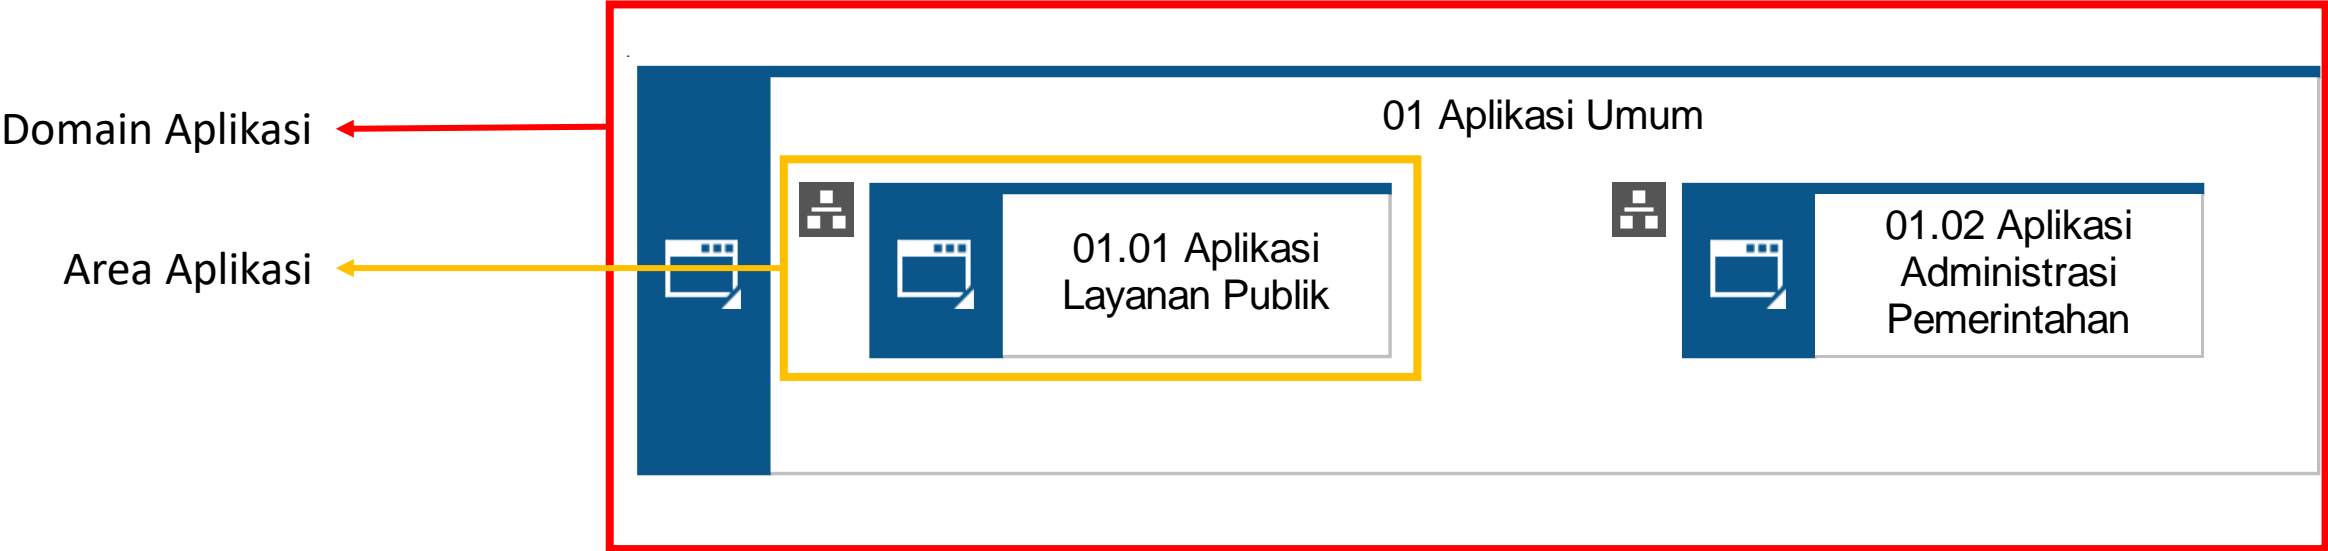 Domain Aplikasi
01 Aplikasi Umum
Area Aplikasi
01.01 Aplikasi
Layanan Publik
01.02 Aplikasi
Administrasi
Pemerintahan